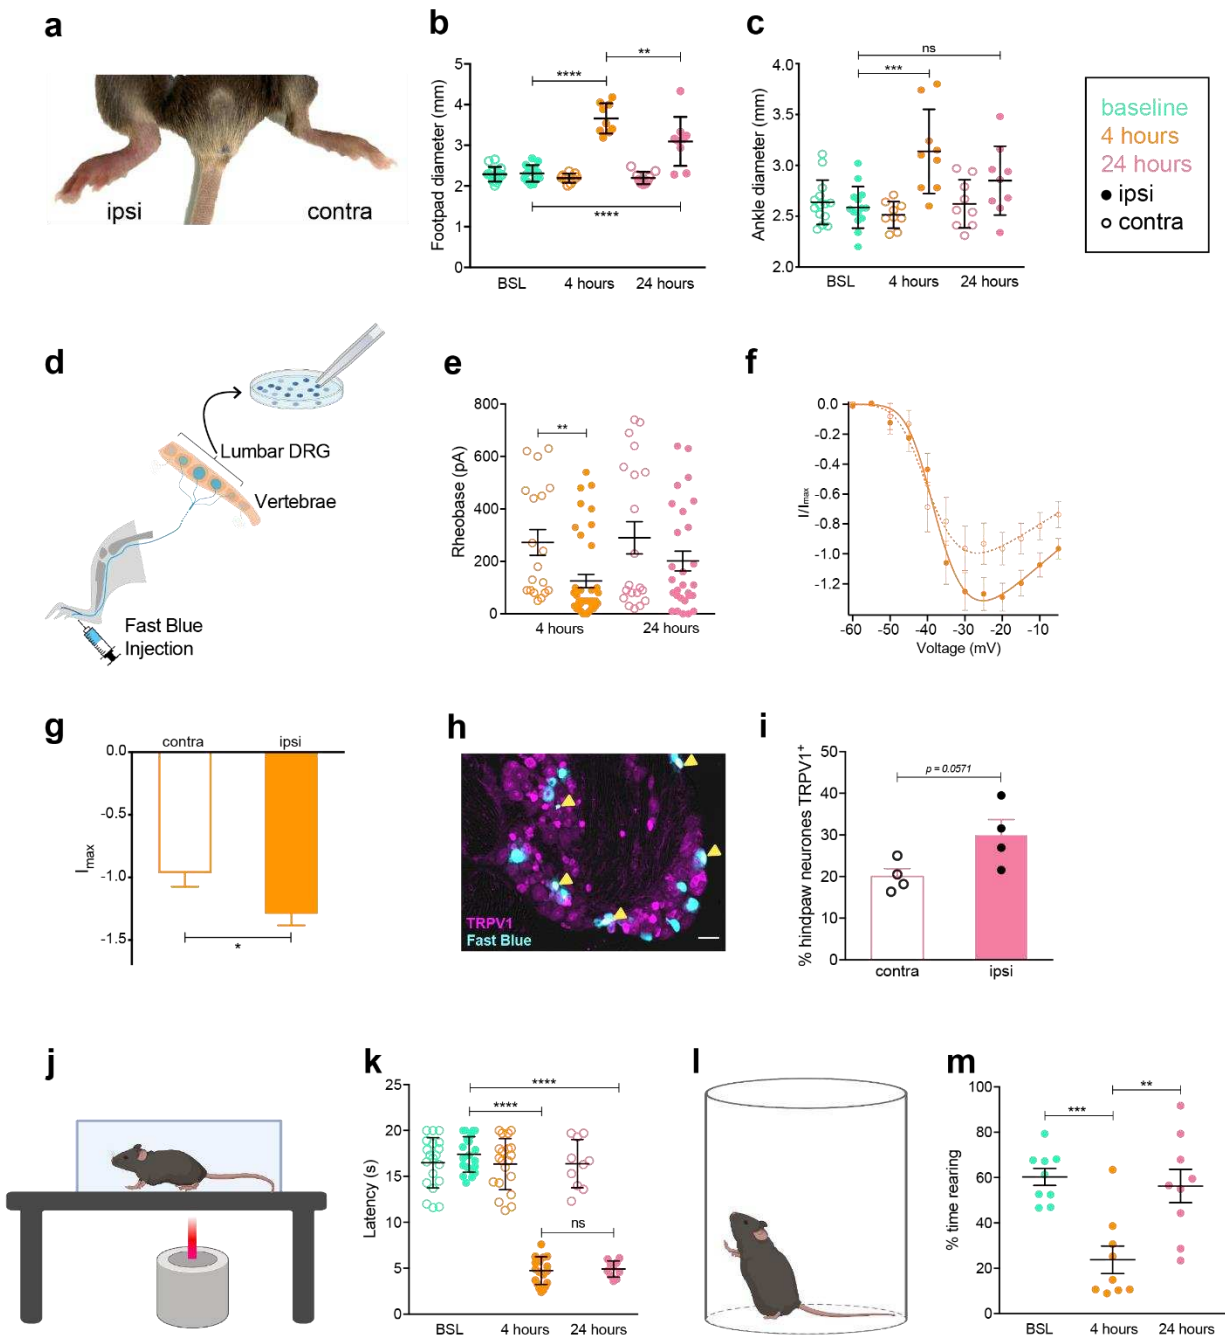 a
ipsi
contra
b
Footpad diameter (mm)
5
4
3
2
1
0
****
**
****
BSL
4 hours
24 hours
c
Ankle diameter (mm)
4.0
3.5
3.0
2.5
2.0
ns
***
BSL
4 hours
24 hours
baseline
4 hours
24 hours
ipsi
contra
d
Lumbar DRG
Vertebrae
Fast Blue
Injection
e
Rheobase (pA)
800
600
400
200
0
**
4 hours
24 hours
f
I/Imax
0.0
-0.2
-0.4
-0.6
-0.8
-1.0
-1.2
-60
-50
-40
-30
-20
-10
Voltage (mV)
g
contra
ipsi
Imax
0.0
-0.5
-1.0
-1.5
*
h
TRPV1
Fast Blue
i
% hindpaw neurones TRPV1+
50
40
30
20
10
0
p = 0.0571
contra
ipsi
j
k
Latency (s)
25
20
15
10
5
0
****
****
ns
BSL
4 hours
24 hours
l
m
% time rearing
100
80
60
40
20
0
**
***
BSL
4 hours
24 hours